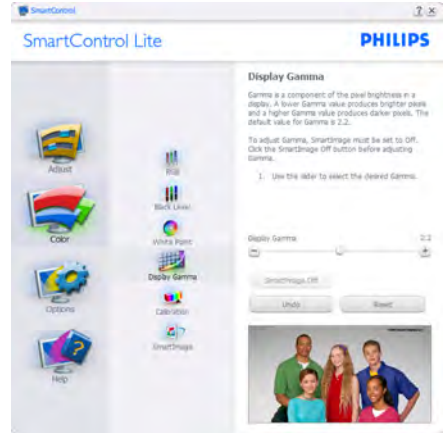 SmartControl
SmartControl Lite
PHILIPS
Adjust
Color
Options
Help
RGB
Black Level
White Point
Display Gamma
Calibration
SmartImage
Display Gamma
Gamma is a component of the pixel brightness in a
display. A lower Gamma value produces brighter pixels
and a higher Gamma value produces darker pixels. The
default value for Gamma is 2.2.
To adjust Gamma, SmartImage must be set to Off.
Click the SmartImage Off button before adjusting
Gamma.
1. Use the slider to select the desired Gamma.
Display Gamma 2.2
SmartImage Off
Undo Reset